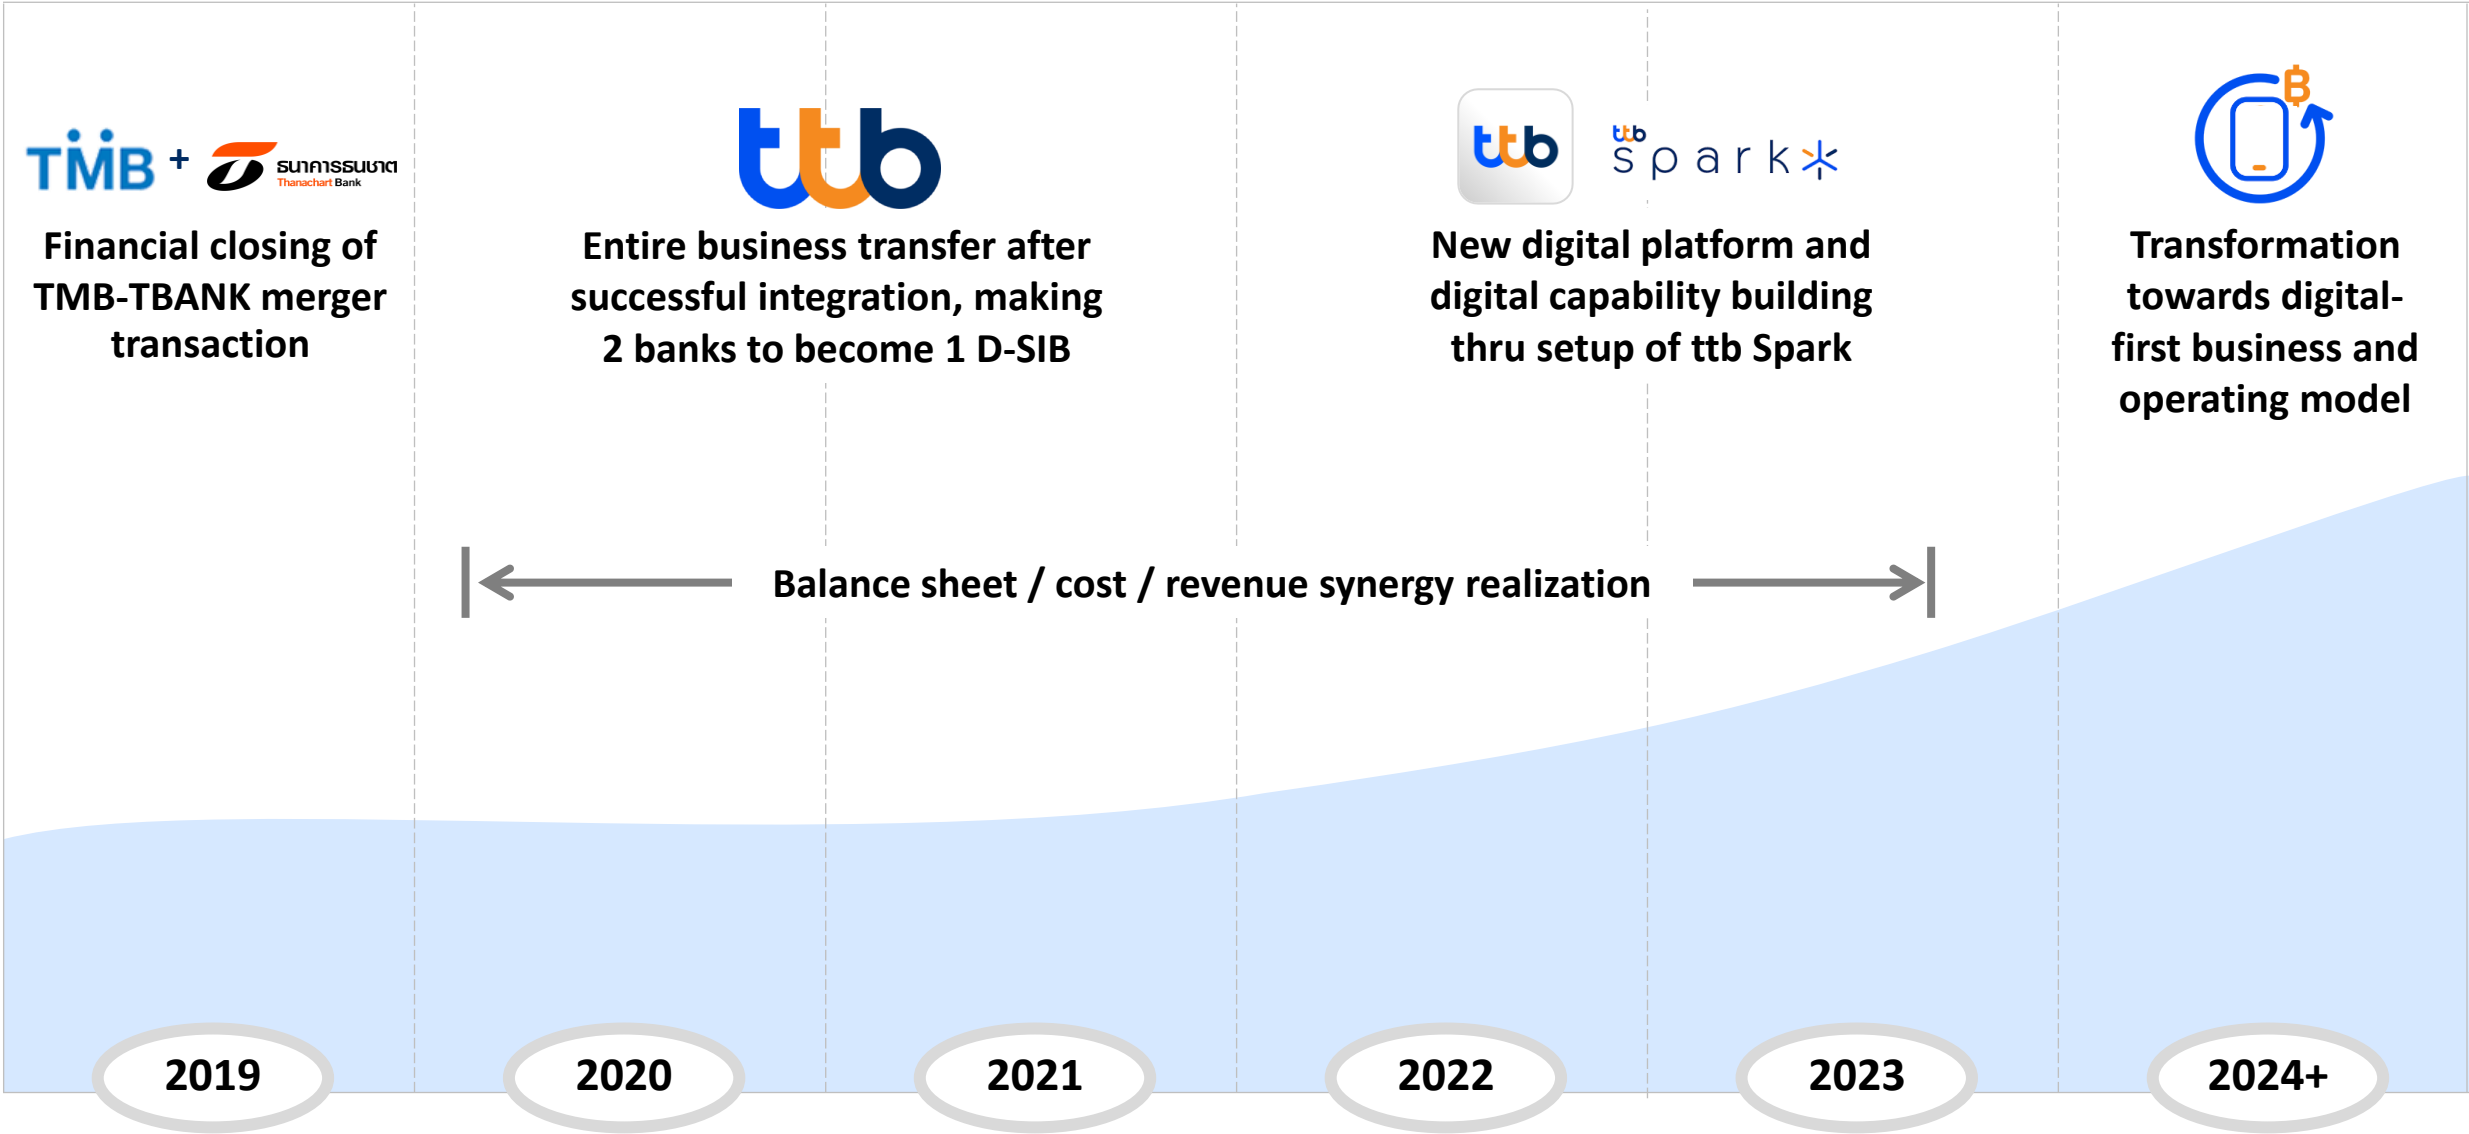 TMB + ธนาคารธนชาต
Thanachart Bank
Financial closing of
TMB-TBANK merger
transaction
ttb
Entire business transfer after
successful integration, making
2 banks to become 1 D-SIB
ttb
ttb
spark
New digital platform and
digital capability building
thru setup of ttb Spark
฿
Transformation
towards digital-
first business and
operating model
Balance sheet / cost / revenue synergy realization
2019
2020
2021
2022
2023
2024+